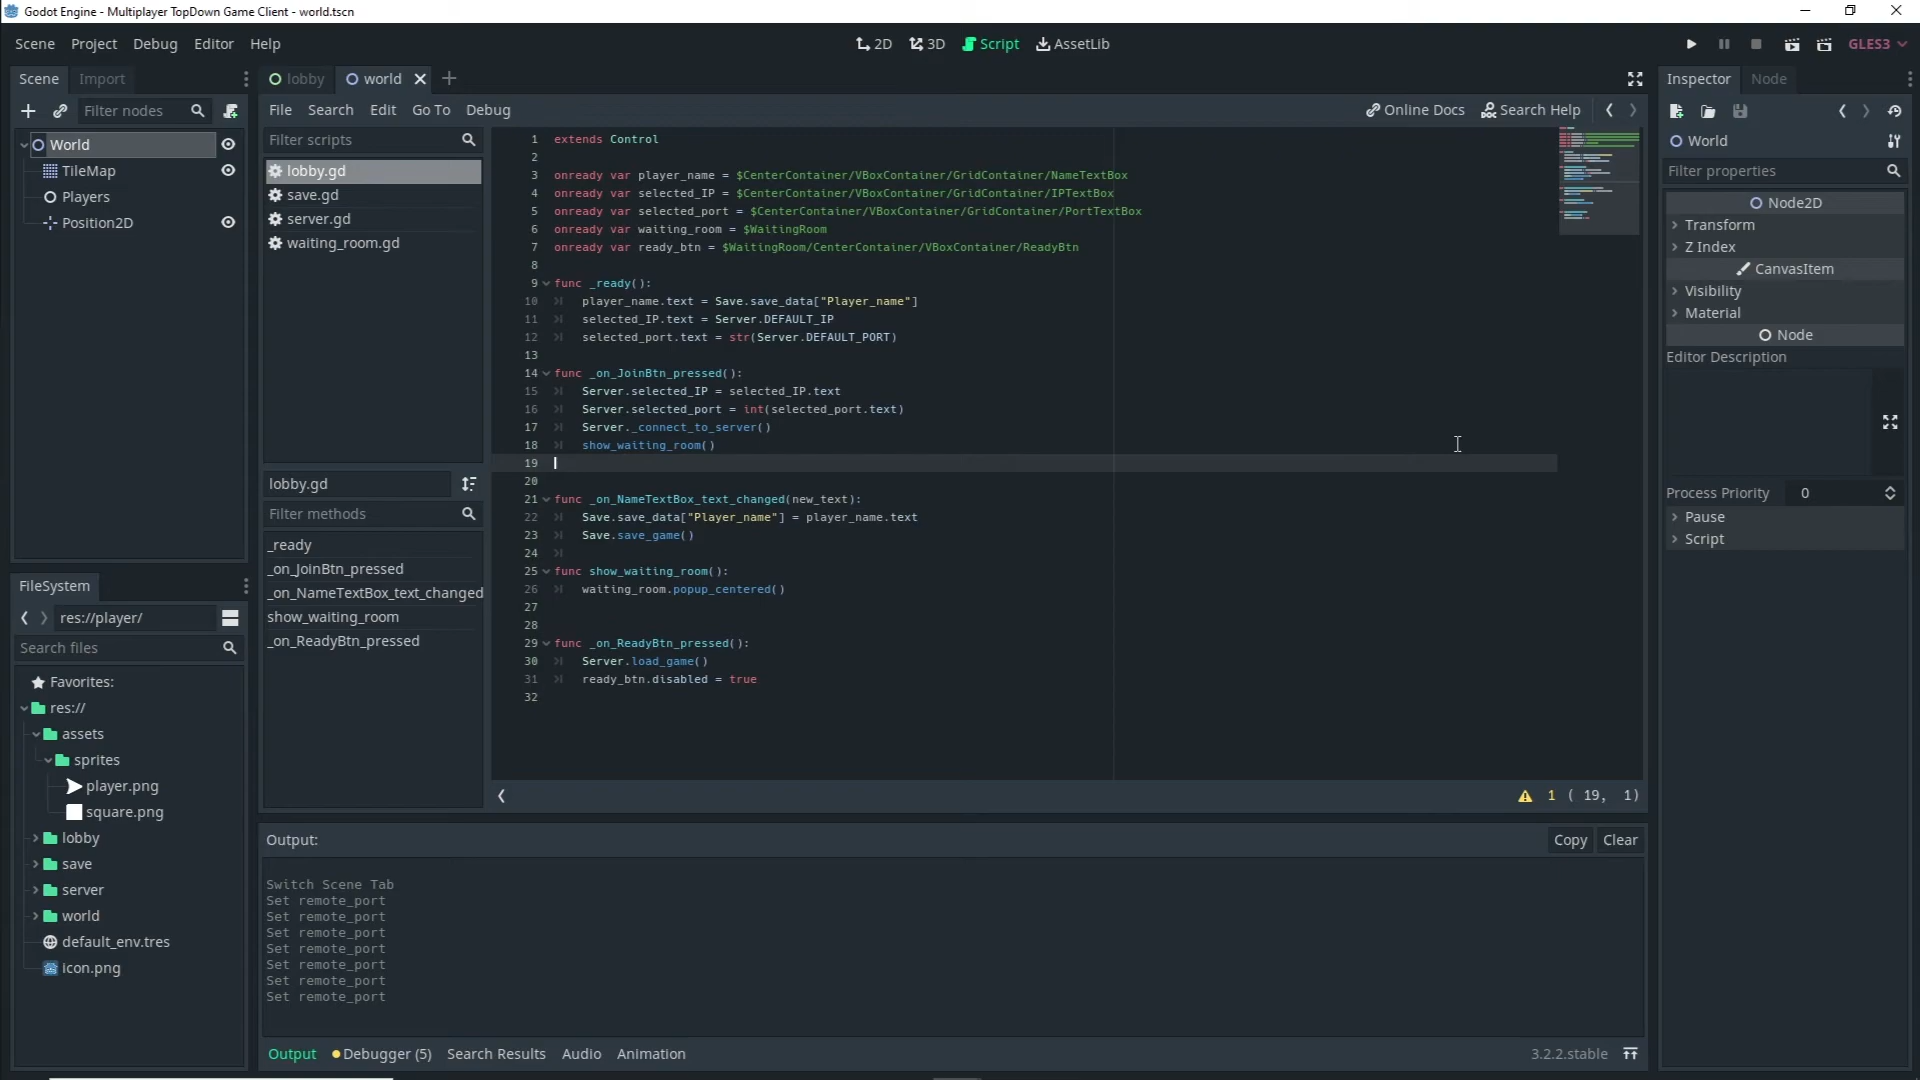 Godot Engine - Multiplayer TopDown Game Client - world.tscn
Scene Project Debug Editor Help
2D 3D Script AssetLib
GLES3
Scene Import
Filter nodes
World
TileMap
Players
Position2D
FileSystem
res://player/
Search files
Favorites:
res://
assets
sprites
player.png
square.png
lobby
save
server
world
default_env.tres
icon.png
lobby world
File Search Edit Go To Debug
Online Docs Search Help
Filter scripts
lobby.gd
save.gd
server.gd
waiting_room.gd
lobby.gd
Filter methods
_ready
_on_JoinBtn_pressed
_on_NameTextBox_text_changed
show_waiting_room
_on_ReadyBtn_pressed
1 extends Control
2
3 onready var player_name = $CenterContainer/VBoxContainer/GridContainer/NameTextBox
4 onready var selected_IP = $CenterContainer/VBoxContainer/GridContainer/IPTextBox
5 onready var selected_port = $CenterContainer/VBoxContainer/GridContainer/PortTextBox
6 onready var waiting_room = $WaitingRoom
7 onready var ready_btn = $WaitingRoom/CenterContainer/VBoxContainer/ReadyBtn
8
9 func _ready():
10 player_name.text = Save.save_data["Player_name"]
11 selected_IP.text = Server.DEFAULT_IP
12 selected_port.text = str(Server.DEFAULT_PORT)
13
14 func _on_JoinBtn_pressed():
15 Server.selected_IP = selected_IP.text
16 Server.selected_port = int(selected_port.text)
17 Server._connect_to_server()
18 show_waiting_room()
19
20
21 func _on_NameTextBox_text_changed(new_text):
22 Save.save_data["Player_name"] = player_name.text
23 Save.save_game()
24
25 func show_waiting_room():
26 waiting_room.popup_centered()
27
28
29 func _on_ReadyBtn_pressed():
30 Server.load_game()
31 ready_btn.disabled = true
32
1 ( 19, 1)
Output:
Copy Clear
Switch Scene Tab
Set remote_port
Set remote_port
Set remote_port
Set remote_port
Set remote_port
Set remote_port
Set remote_port
Output Debugger (5) Search Results Audio Animation
3.2.2.stable
Inspector Node
World
Filter properties
Node2D
Transform
Z Index
CanvasItem
Visibility
Material
Node
Editor Description
Process Priority 0
Pause
Script